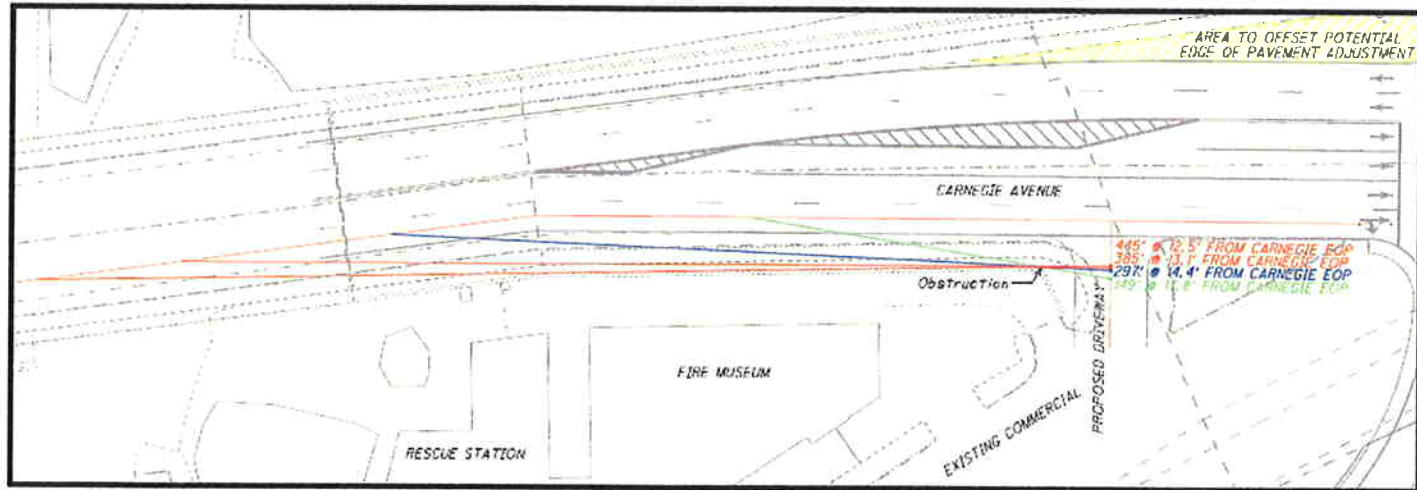 AREA TO OFFSET POTENTIAL
EDGE OF PAVEMENT ADJUSTMENT
CARNEGIE AVENUE
445' @ 12.5' FROM CARNEGIE EOP
385' @ 13.1' FROM CARNEGIE EOP
297' @ 14.4' FROM CARNEGIE EOP
FROM CARNEGIE EOP
Obstruction
PROPOSED DRIVEWAY
FIRE MUSEUM
EXISTING COMMERCIAL
RESCUE STATION